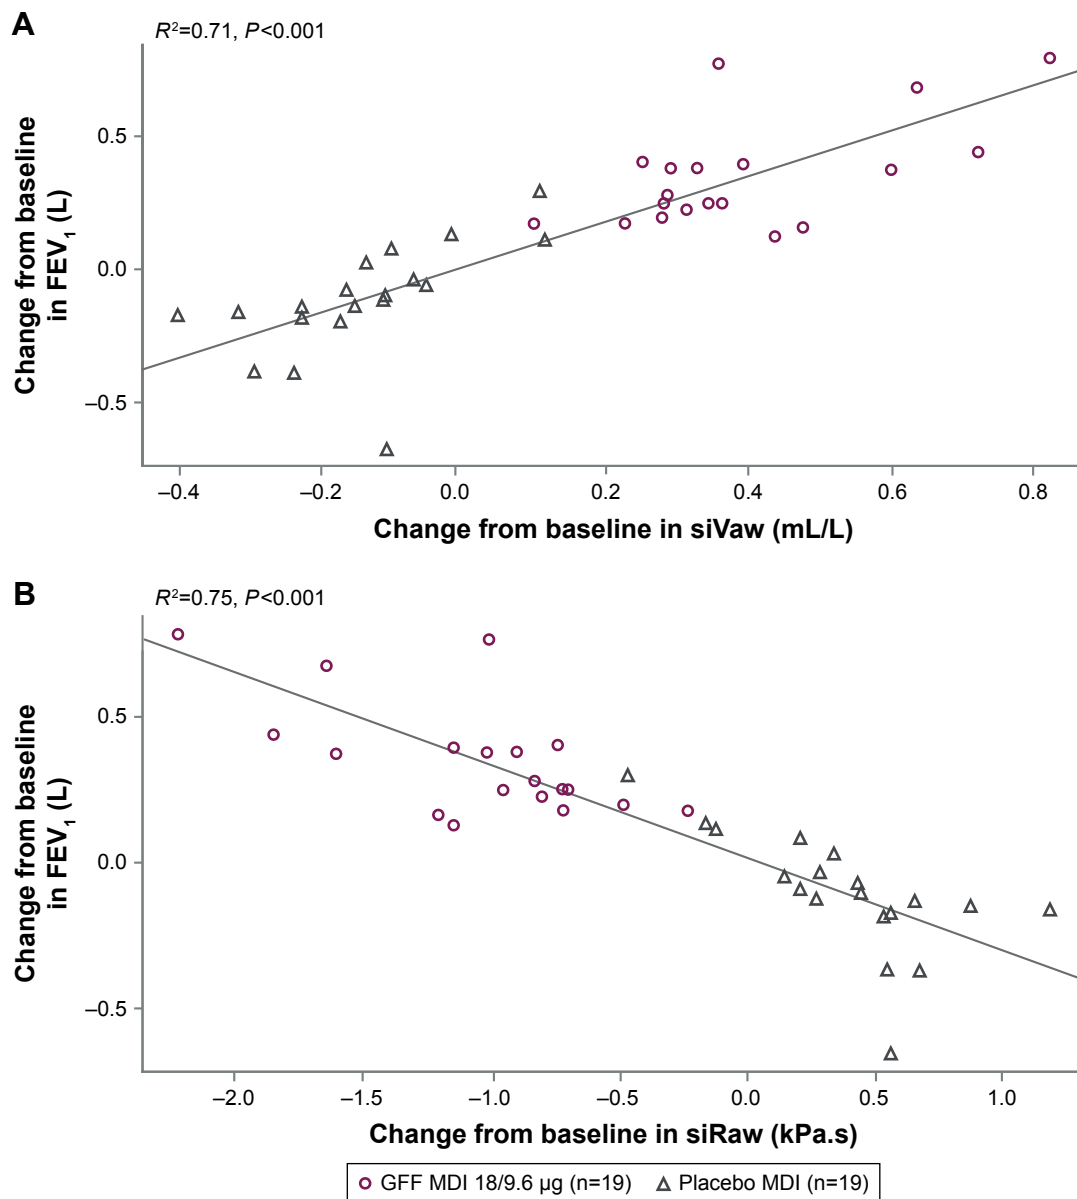 A
R²=0.71, P<0.001
Change from baseline
in FEV₁ (L)
0.5
0.0
–0.5
–0.4
–0.2
0.0
0.2
0.4
0.6
0.8
Change from baseline in siVaw (mL/L)
B
R²=0.75, P<0.001
Change from baseline
in FEV₁ (L)
0.5
0.0
–0.5
–2.0
–1.5
–1.0
–0.5
0.0
0.5
1.0
Change from baseline in siRaw (kPa.s)
GFF MDI 18/9.6 µg (n=19)
Placebo MDI (n=19)